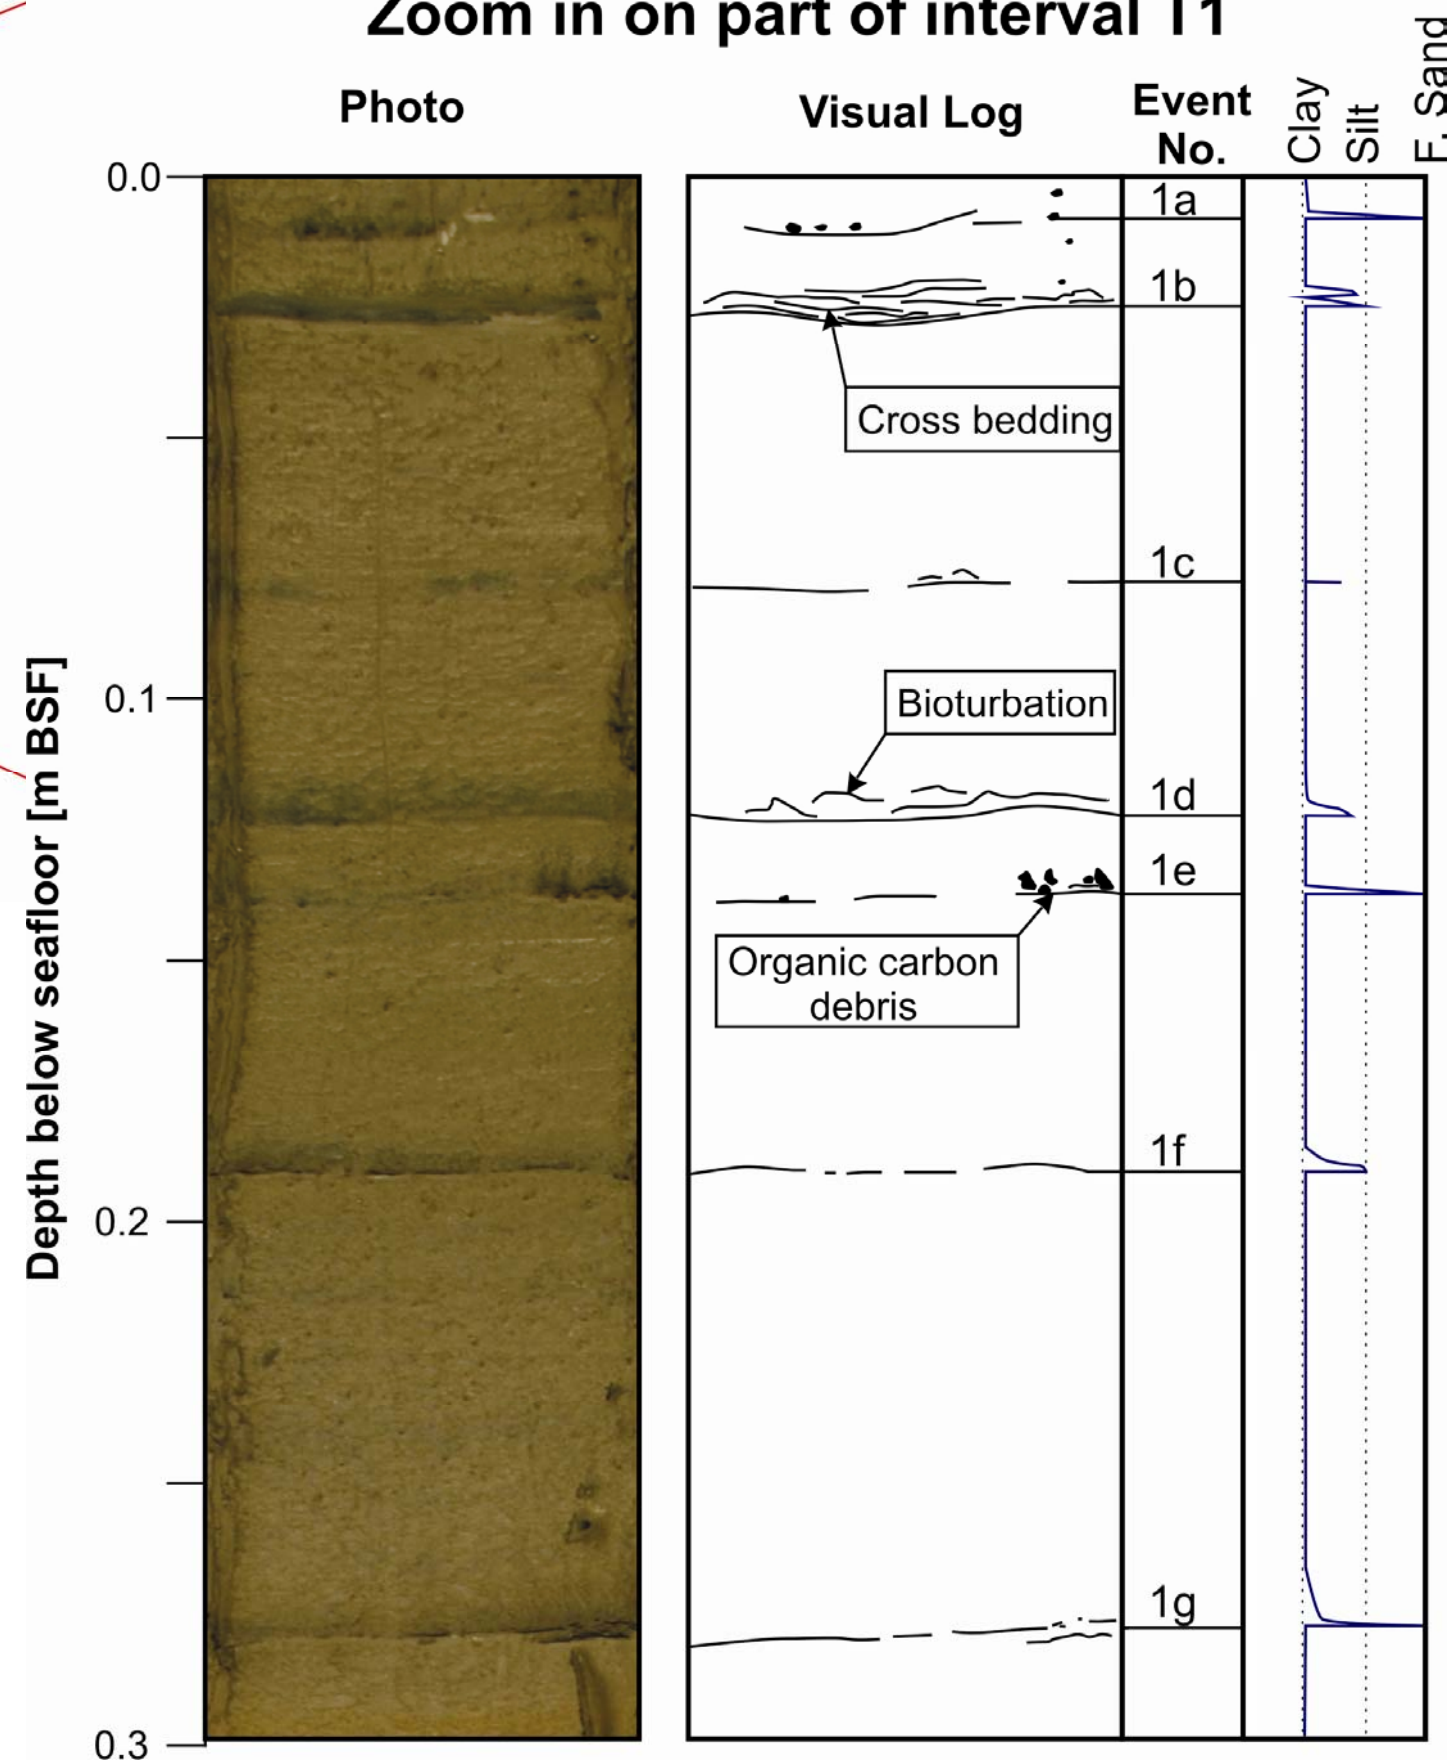 Zoom in on part of interval T1
Photo
Visual Log
Event
No.
Clay
Silt
F. Sand
Depth below seafloor [m BSF]
0.0
0.1
0.2
0.3
1a
1b
Cross bedding
1c
Bioturbation
1d
1e
Organic carbon
debris
1f
1g